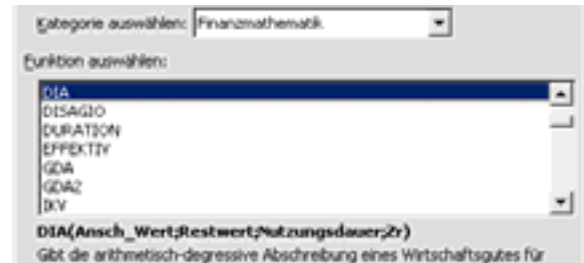 Kategorie auswählen: Finanzmathematik
Funktion auswählen:
DIA
DISAGIO
DURATION
EFFEKTIV
GDA
GDA2
IKV
DIA(Ansch_Wert;Restwert;Nutzungsdauer;Zr)
Gibt die arithmetisch-degressive Abschreibung eines Wirtschaftsgutes für